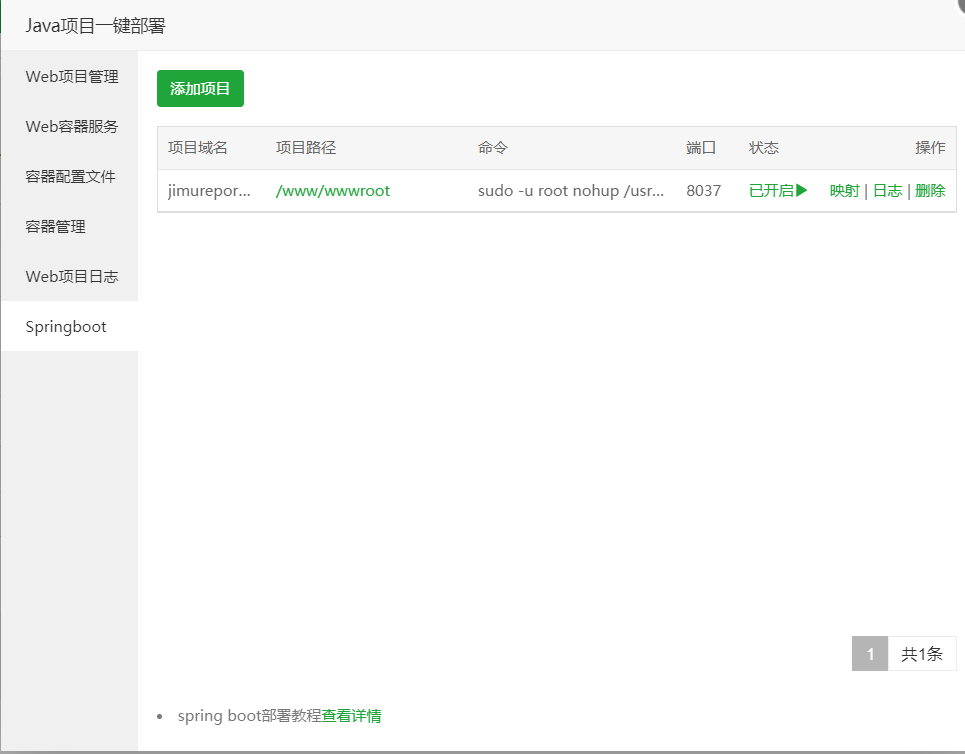 Java项目一键部署
Web项目管理
Web容器服务
容器配置文件
容器管理
Web项目日志
Springboot
添加项目
项目域名 项目路径 命令 端口 状态 操作
jimurepor... /www/wwwroot sudo -u root nohup /usr... 8037 已开启▶ 映射 | 日志 | 删除
1 共1条
• spring boot部署教程查看详情